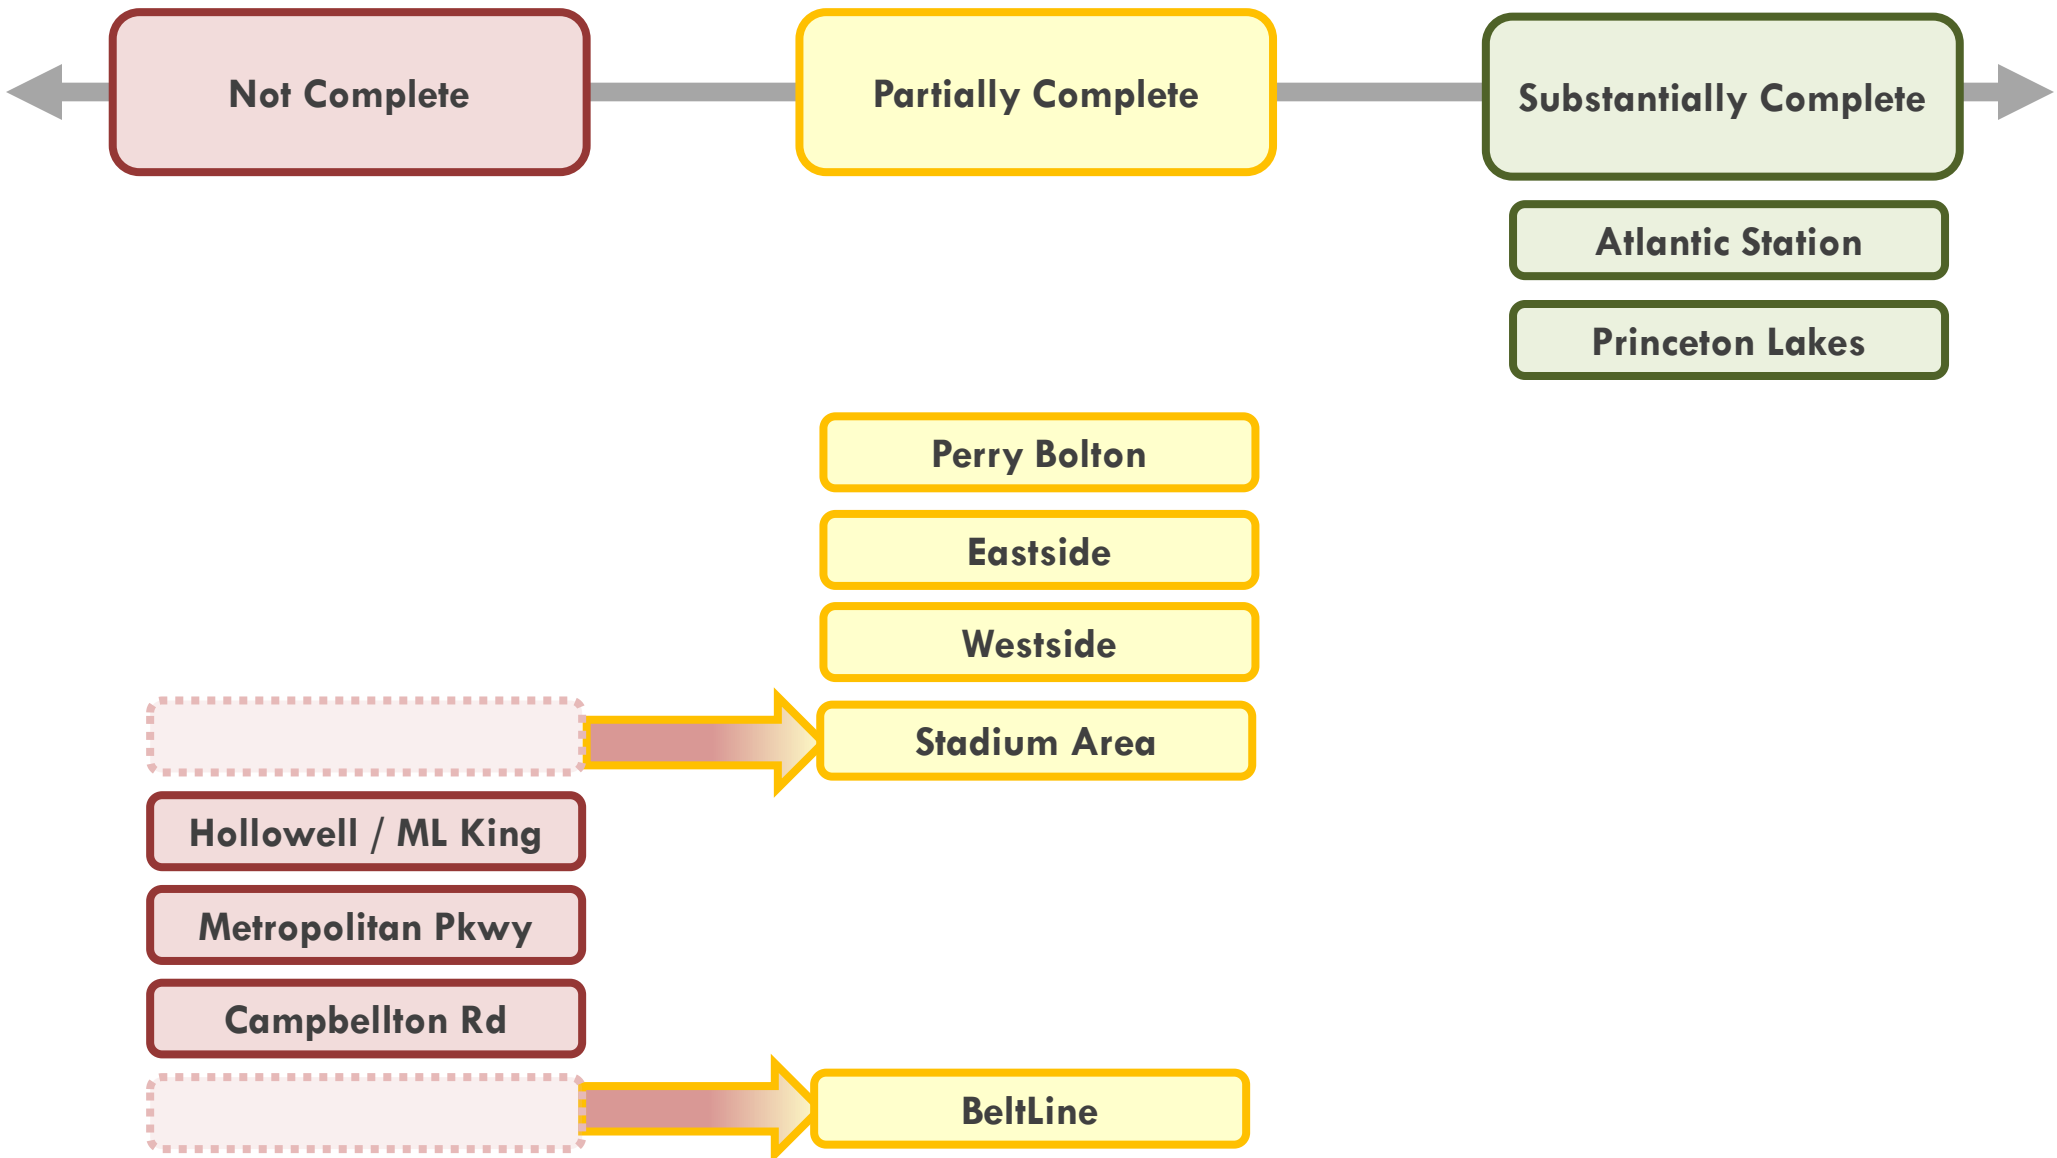 Not Complete
Partially Complete
Substantially Complete
Atlantic Station
Princeton Lakes
Perry Bolton
Eastside
Westside
Stadium Area
Hollowell / ML King
Metropolitan Pkwy
Campbellton Rd
BeltLine